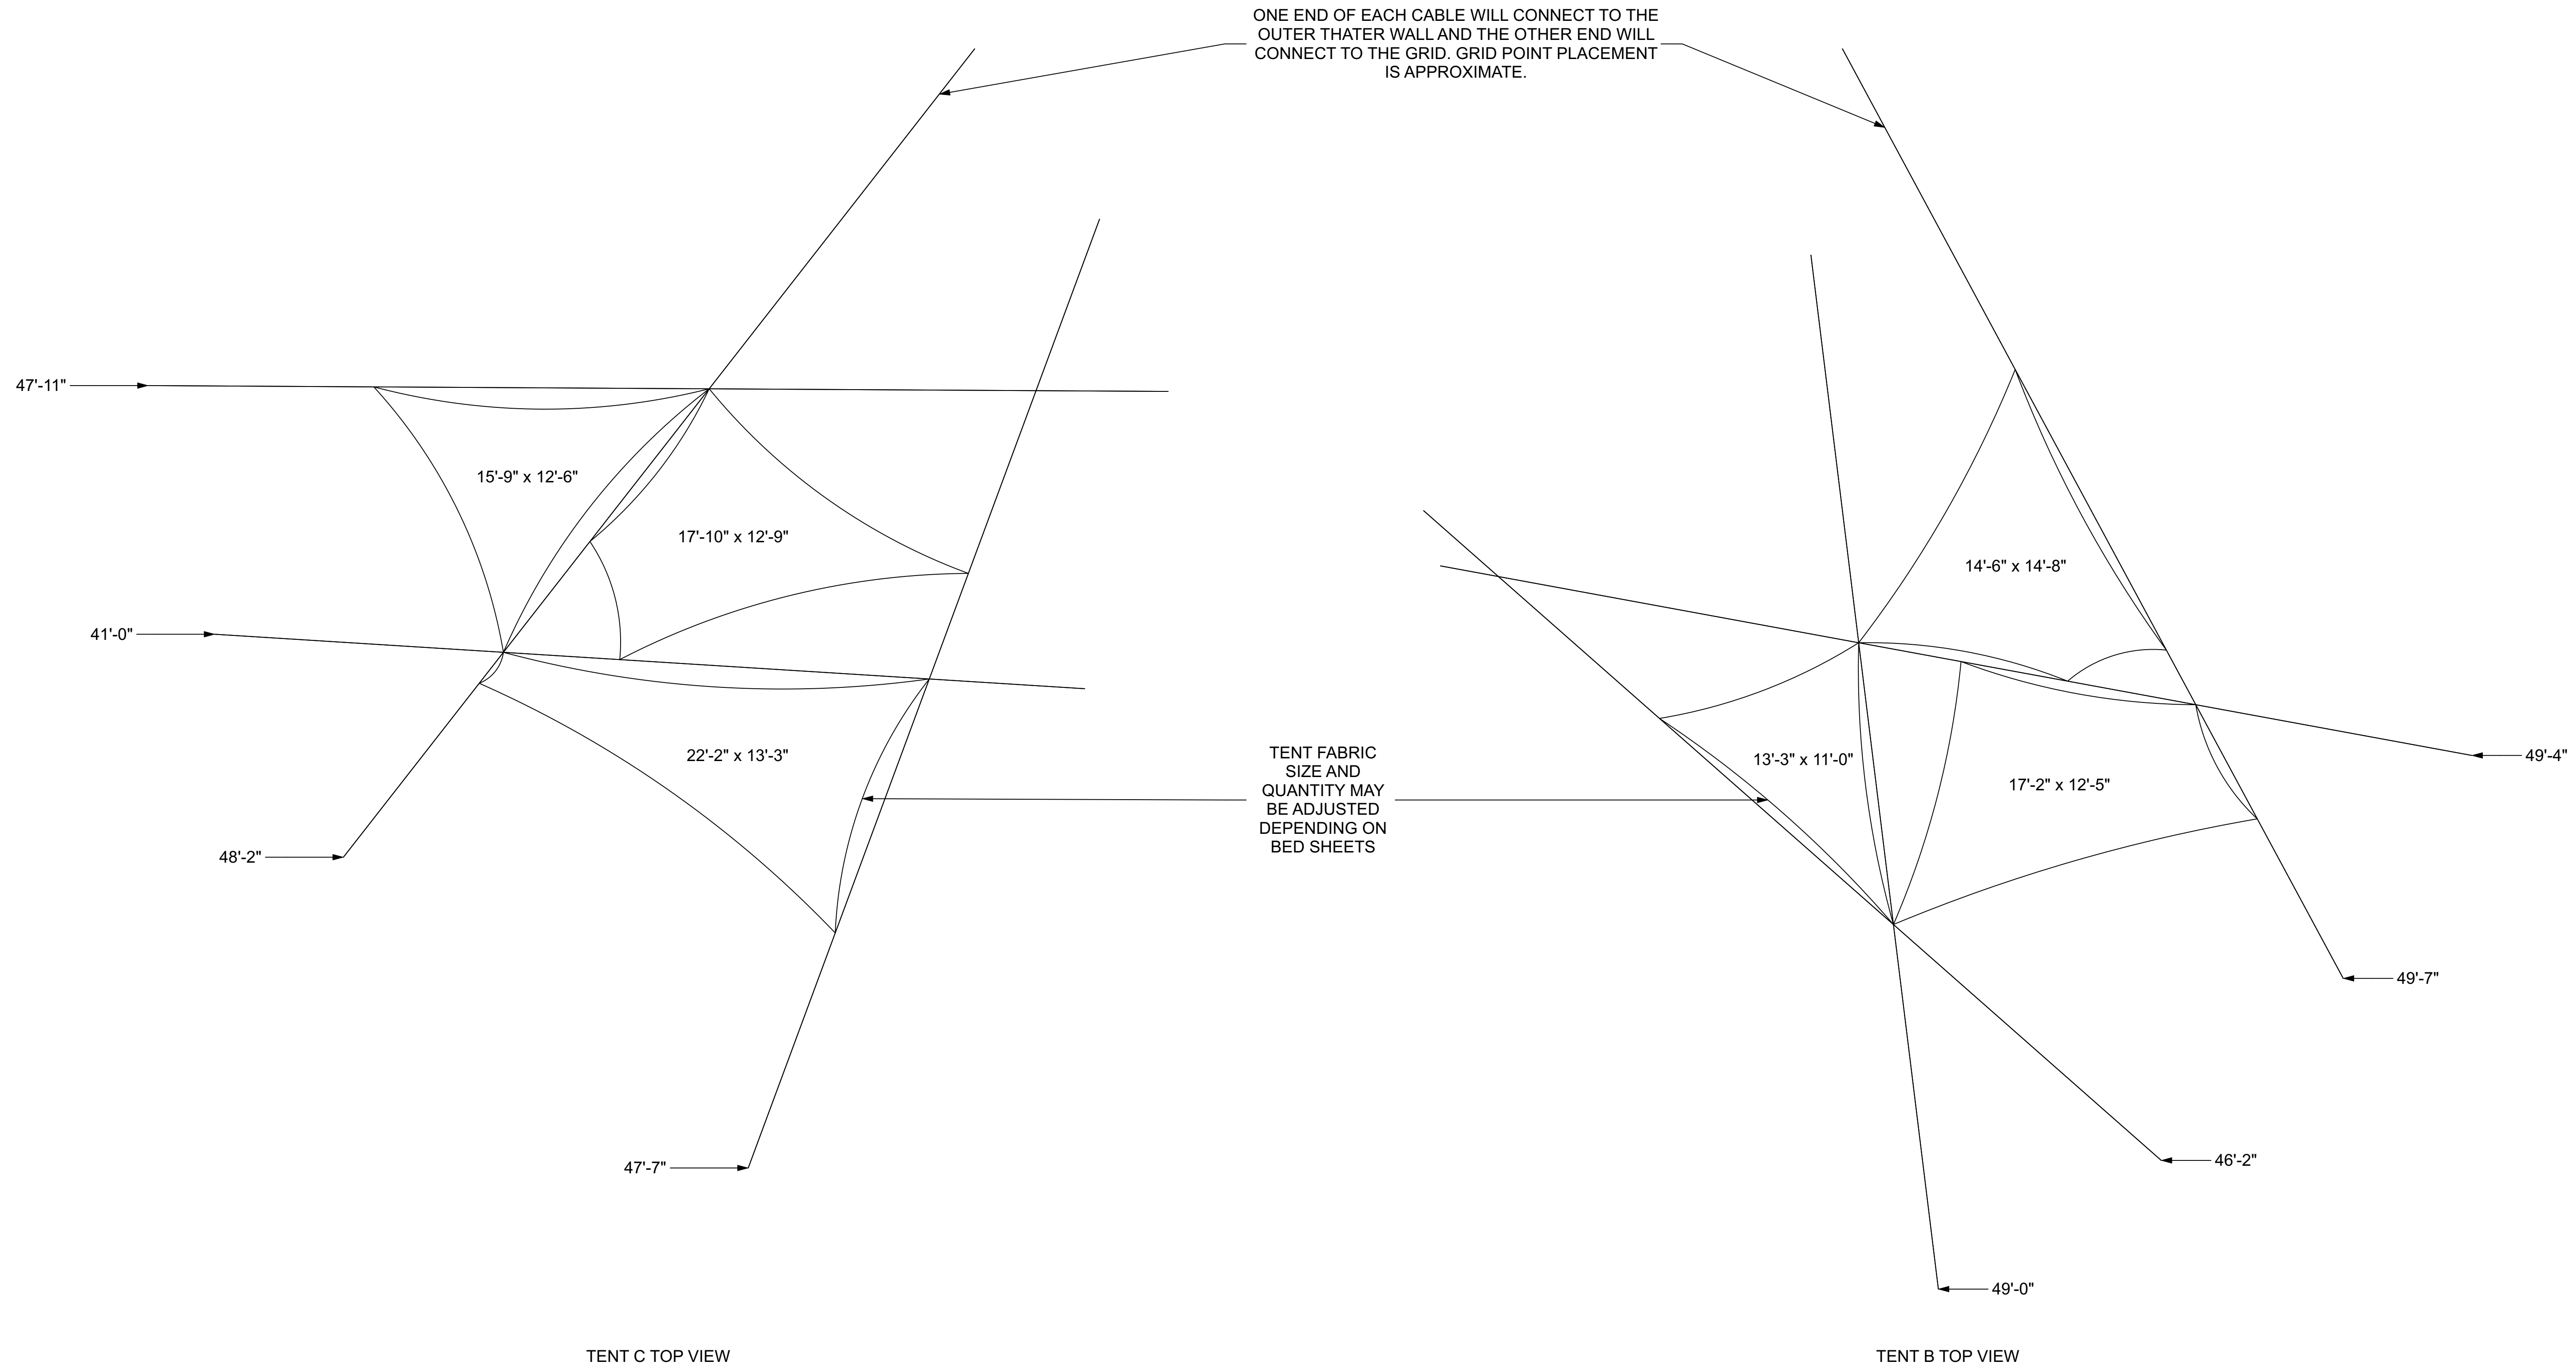 ONE END OF EACH CABLE WILL CONNECT TO THE
OUTER THATER WALL AND THE OTHER END WILL
CONNECT TO THE GRID. GRID POINT PLACEMENT
IS APPROXIMATE.
47'-11"
15'-9" x 12'-6"
17'-10" x 12'-9"
41'-0"
22'-2" x 13'-3"
48'-2"
47'-7"
TENT FABRIC
SIZE AND
QUANTITY MAY
BE ADJUSTED
DEPENDING ON
BED SHEETS
14'-6" x 14'-8"
13'-3" x 11'-0"
17'-2" x 12'-5"
49'-4"
49'-7"
46'-2"
49'-0"
TENT C TOP VIEW
TENT B TOP VIEW